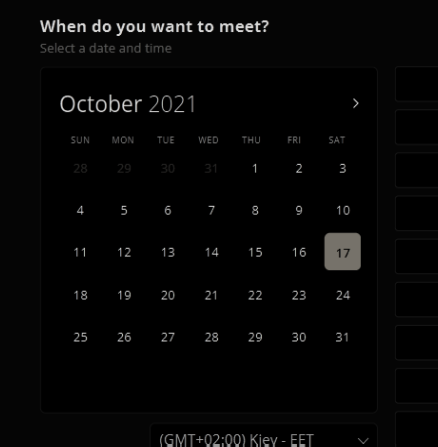 When do you want to meet?
Select a date and time
October 2021
SUN MON TUE WED THU FRI SAT
28 29 30 31 1 2 3
4 5 6 7 8 9 10
11 12 13 14 15 16 17
18 19 20 21 22 23 24
25 26 27 28 29 30 31
(GMT+02:00) Kiev - EET